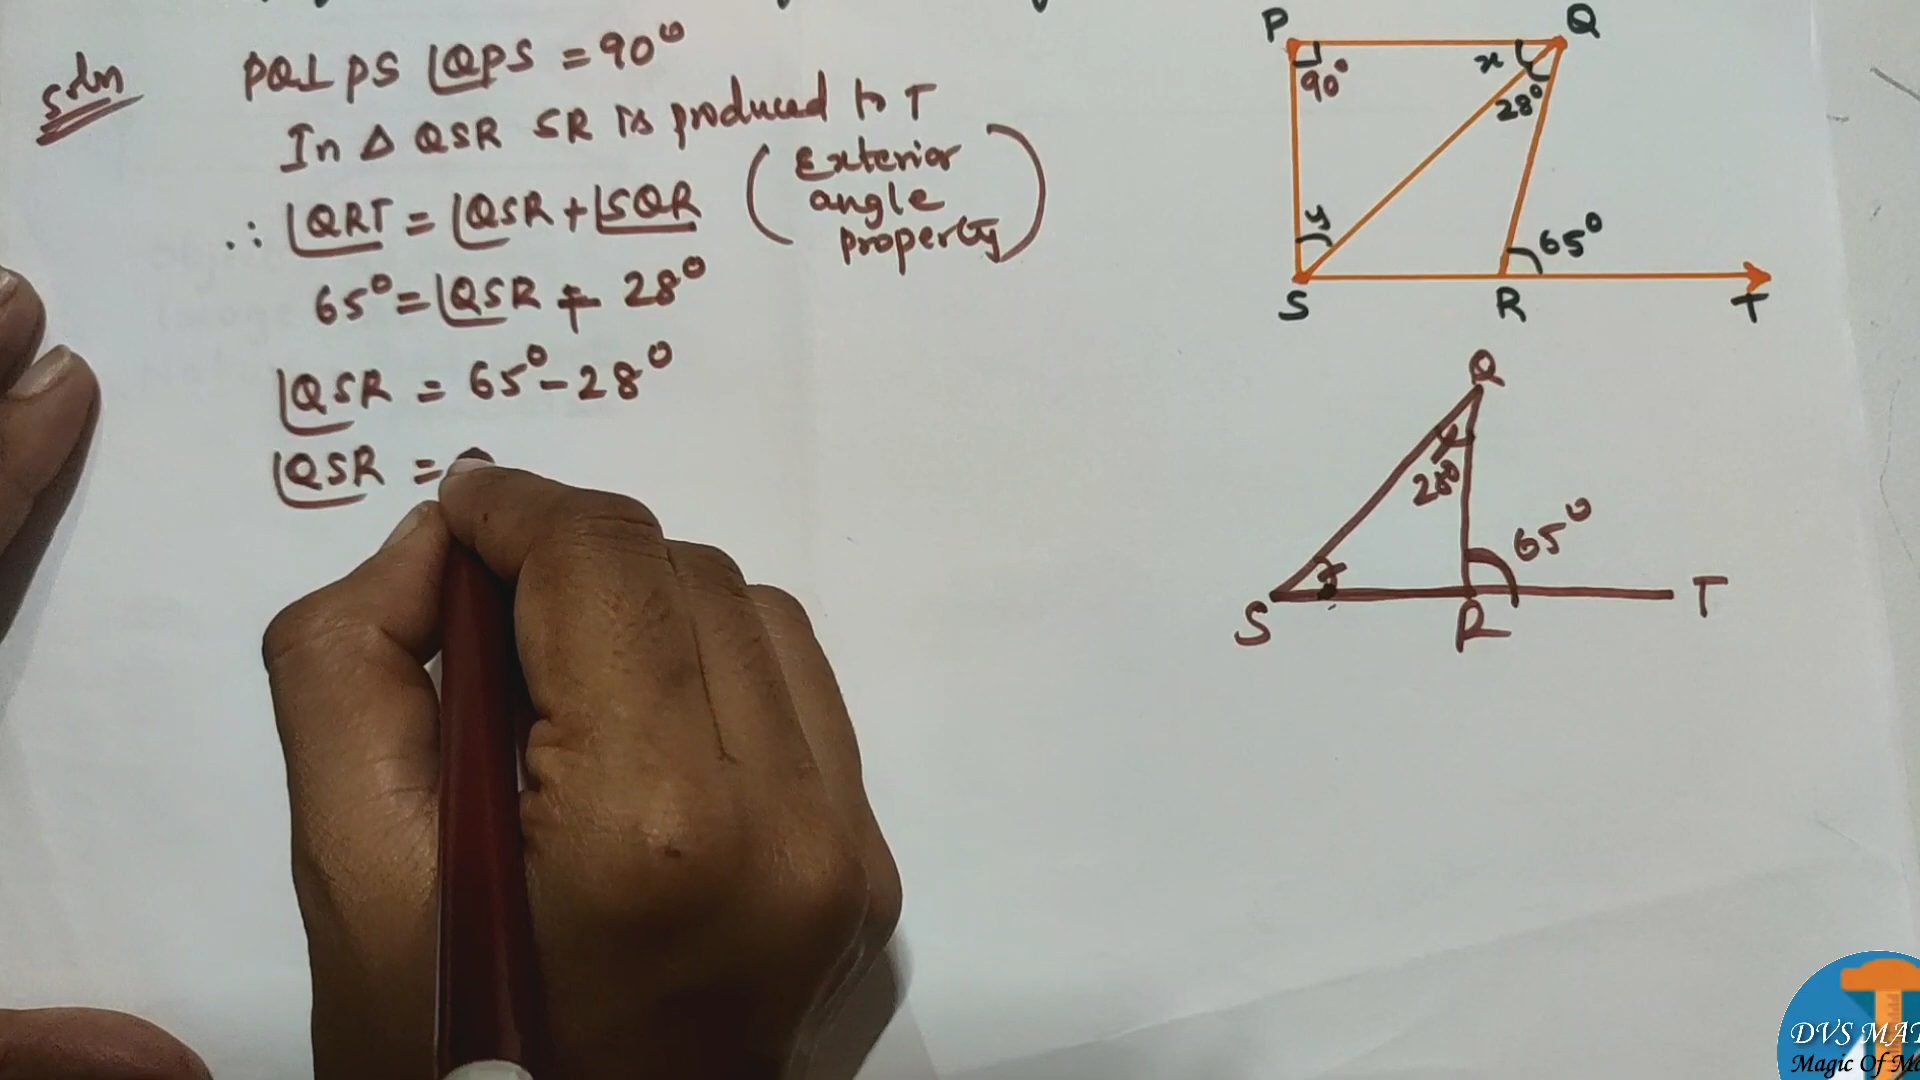 Soln
PQ⊥PS ∠QPS = 90°
In Δ QSR SR is produced to T
∴ ∠QRT = ∠QSR + ∠SQR (Exterior angle property)
65° = ∠QSR + 28°
∠QSR = 65° - 28°
∠QSR =
P Q
90° x
28°
y 65°
S R T
Q
28°
65°
S R T
DVS MA
Magic Of M